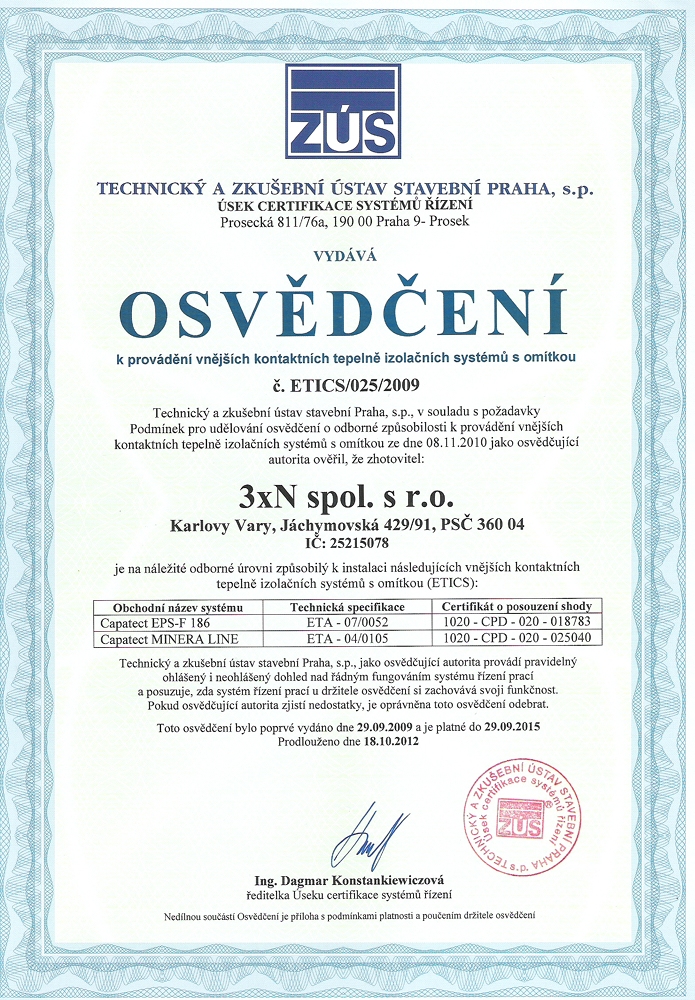 ZÚS
TECHNICKÝ A ZKUŠEBNÍ ÚSTAV STAVEBNÍ PRAHA, s.p.
ÚSEK CERTIFIKACE SYSTÉMŮ ŘÍZENÍ
Prosecká 811/76a, 190 00 Praha 9- Prosek
VYDÁVÁ
OSVĚDČENÍ
k provádění vnějších kontaktních tepelně izolačních systémů s omítkou
č. ETICS/025/2009
Technický a zkušební ústav stavební Praha, s.p., v souladu s požadavky
Podmínek pro udělování osvědčení o odborné způsobilosti k provádění vnějších
kontaktních tepelně izolačních systémů s omítkou ze dne 08.11.2010 jako osvědčující
autorita ověřil, že zhotovitel:
3xN spol. s r.o.
Karlovy Vary, Jáchymovská 429/91, PSČ 360 04
IČ: 25215078
je na náležité odborné úrovni způsobilý k instalaci následujících vnějších kontaktních
tepelně izolačních systémů s omítkou (ETICS):
Obchodní název systému Technická specifikace Certifikát o posouzení shody
Capatect EPS-F 186 ETA - 07/0052 1020 - CPD - 020 - 018783
Capatect MINERA LINE ETA - 04/0105 1020 - CPD - 020 - 025040
Technický a zkušební ústav stavební Praha, s.p., jako osvědčující autorita provádí pravidelný
ohlášený i neohlášený dohled nad řádným fungováním systému řízení prací
a posuzuje, zda systém řízení prací u držitele osvědčení si zachovává svoji funkčnost.
Pokud osvědčující autorita zjistí nedostatky, je oprávněna toto osvědčení odebrat.
Toto osvědčení bylo poprvé vydáno dne 29.09.2009 a je platné do 29.09.2015
Prodlouženo dne 18.10.2012
TECHNICKÝ A ZKUŠEBNÍ ÚSTAV STAVEBNÍ PRAHA s.p.
Úsek certifikace systémů řízení
ZÚS ®
Ing. Dagmar Konstankiewiczová
ředitelka Úseku certifikace systémů řízení
Nedílnou součástí Osvědčení je příloha s podmínkami platnosti a poučením držitele osvědčení